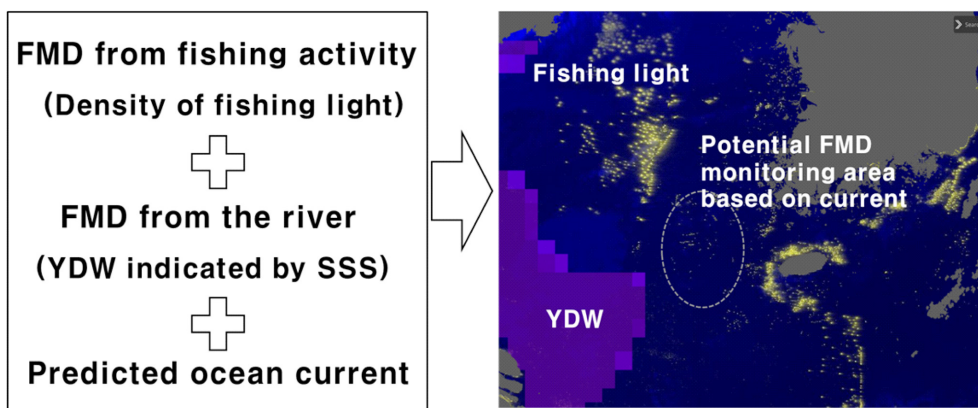 FMD from fishing activity
(Density of fishing light)
FMD from the river
(YDW indicated by SSS)
Predicted ocean current
Fishing light
Potential FMD
monitoring area
based on current
YDW